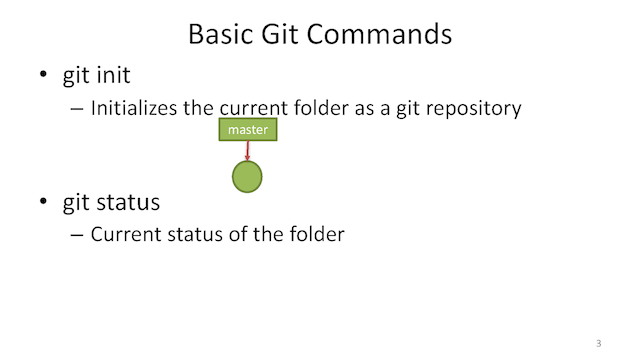 Basic Git Commands
• git init
– Initializes the current folder as a git repository
master
• git status
– Current status of the folder
3